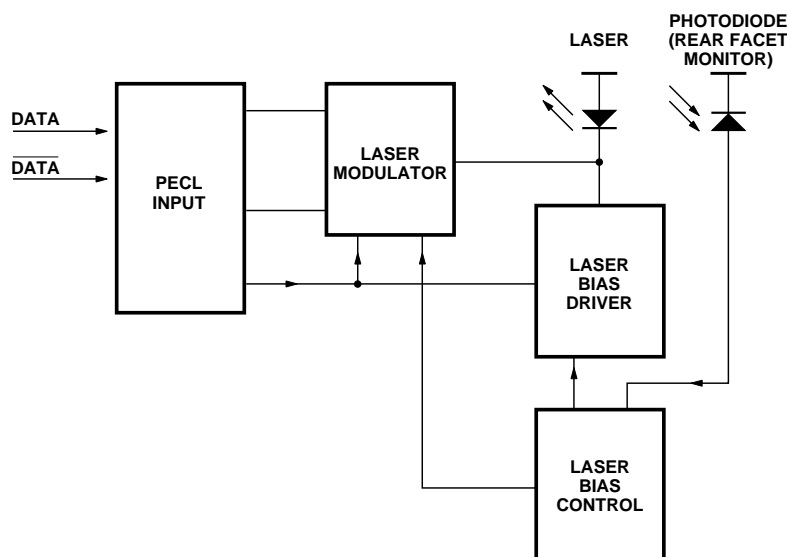 PHOTODIODE
(REAR FACET
MONITOR)
LASER
DATA
DATA
PECL
INPUT
LASER
MODULATOR
LASER
BIAS
DRIVER
LASER
BIAS
CONTROL